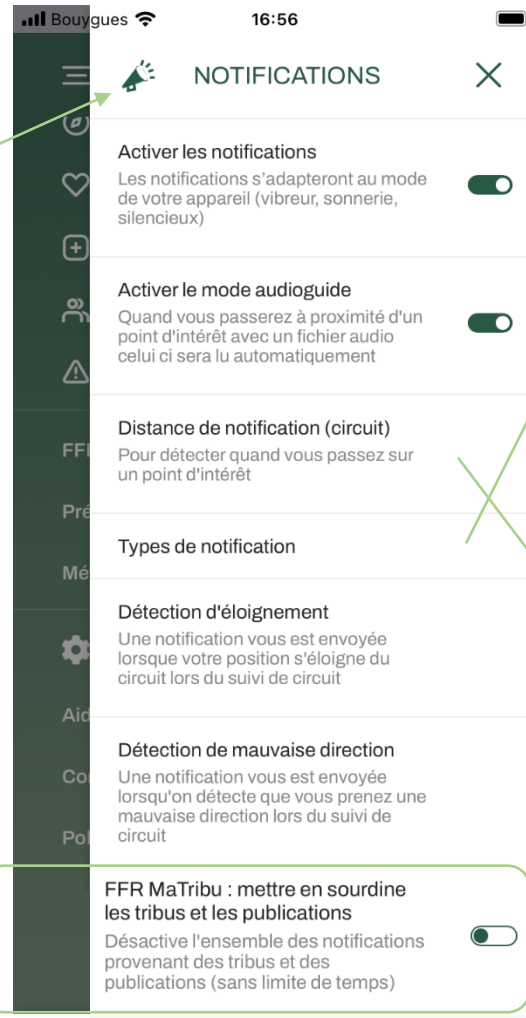 Bouygues
16:56
NOTIFICATIONS
Activer les notifications
Les notifications s'adapteront au mode
de votre appareil (vibreur, sonnerie,
silencieux)
Activer le mode audioguide
Quand vous passerez à proximité d'un
point d'intérêt avec un fichier audio
celui ci sera lu automatiquement
Distance de notification (circuit)
Pour détecter quand vous passez sur
un point d'intérêt
FFR
Pré
Types de notification
Mé
Détection d'éloignement
Une notification vous est envoyée
lorsque votre position s'éloigne du
circuit lors du suivi de circuit
Aid
Détection de mauvaise direction
Une notification vous est envoyée
lorsqu'on détecte que vous prenez une
mauvaise direction lors du suivi de
circuit
Co
Pol
FFR MaTribu : mettre en sourdine
les tribus et les publications
Désactive l'ensemble des notifications
provenant des tribus et des
publications (sans limite de temps)